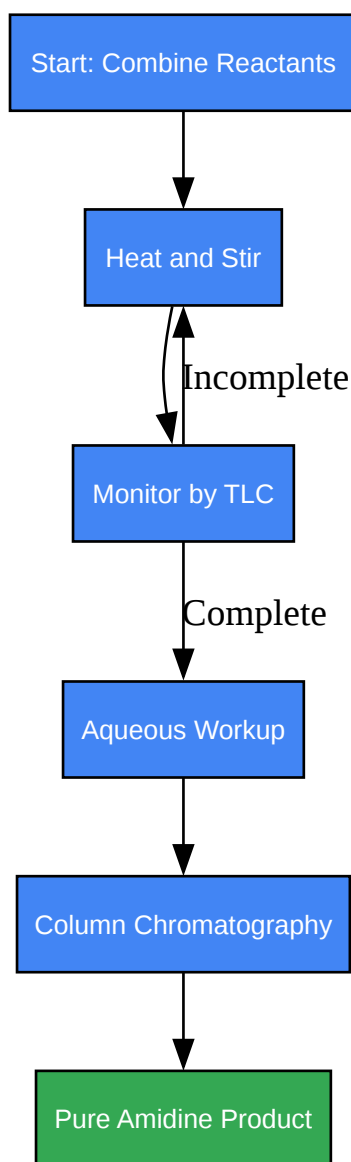 Start: Combine Reactants
Heat and Stir
Incomplete
Monitor by TLC
Complete
Aqueous Workup
Column Chromatography
Pure Amidine Product